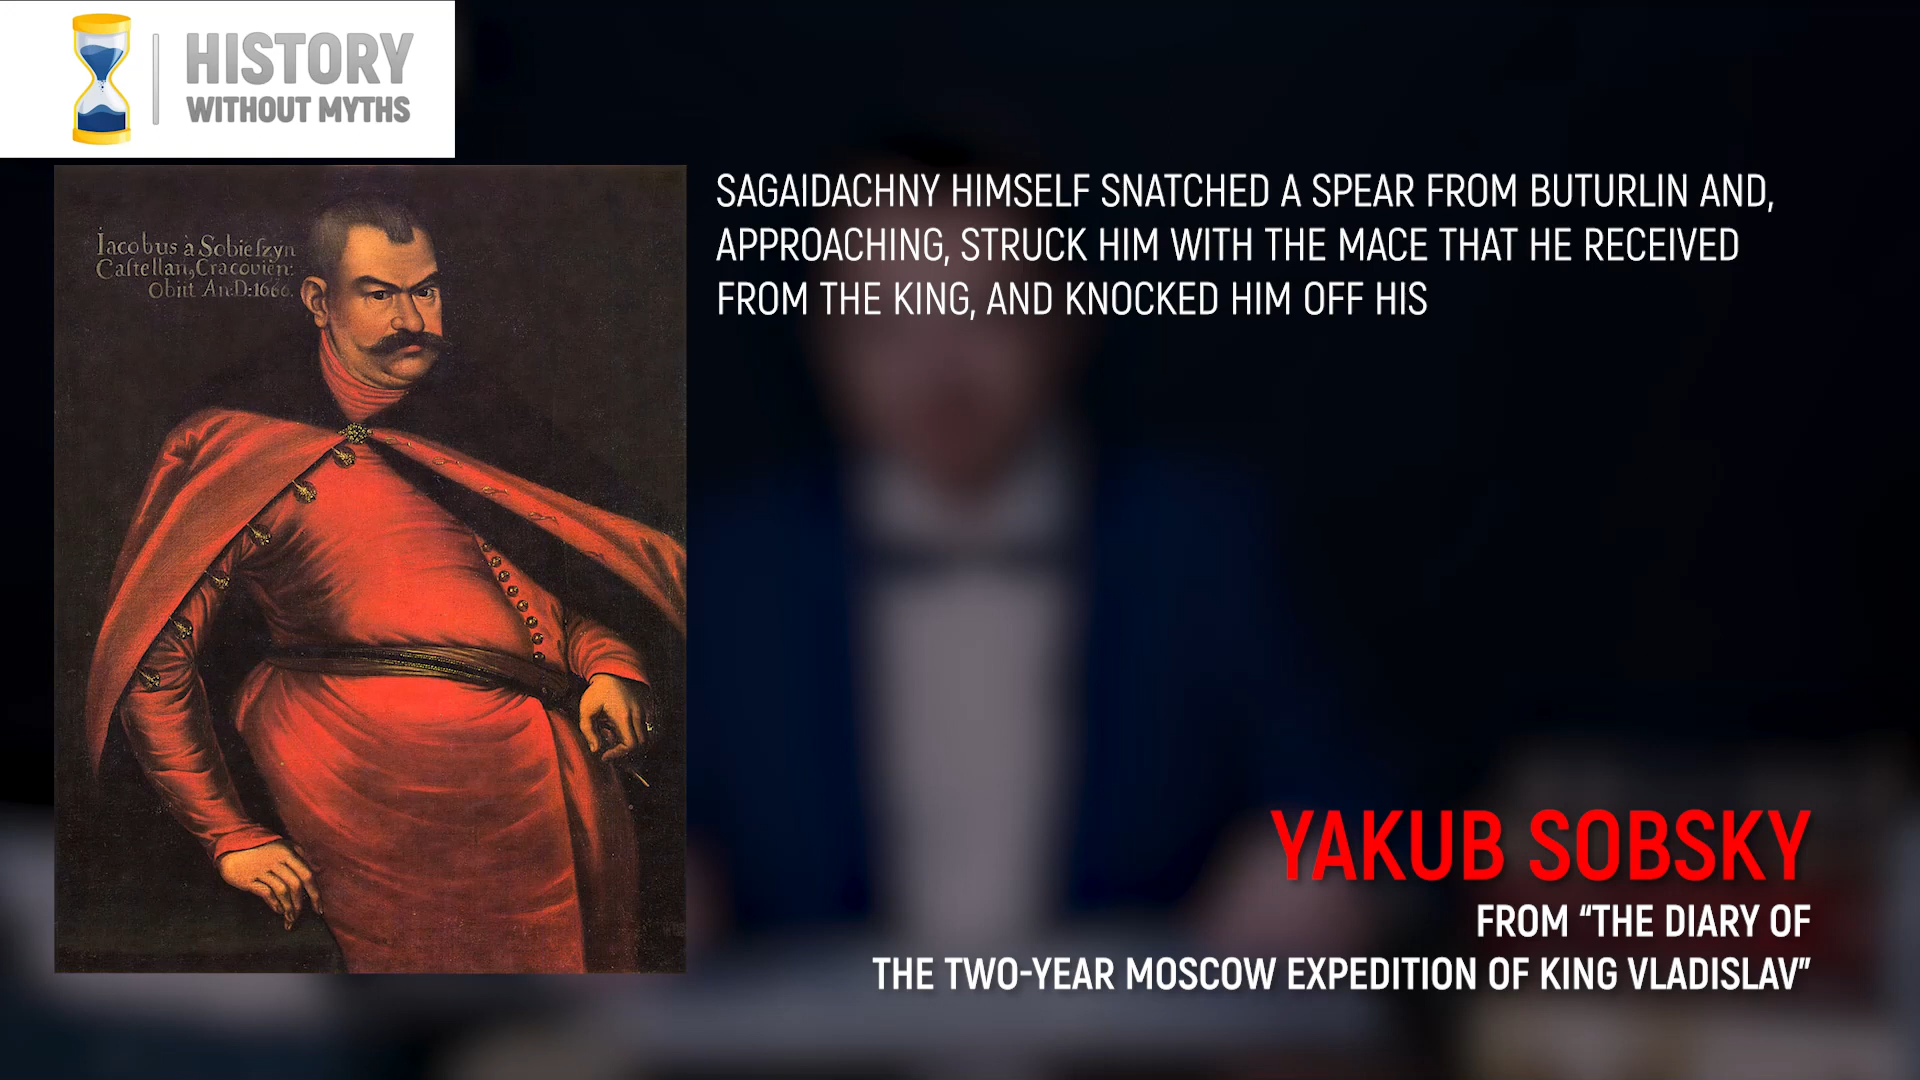 HISTORY
WITHOUT MYTHS
Iacobus à Sobieſzyn
Caſtellan, Cracovien:
Obiit An:D:1666.
SAGAIDACHNY HIMSELF SNATCHED A SPEAR FROM BUTURLIN AND,
APPROACHING, STRUCK HIM WITH THE MACE THAT HE RECEIVED
FROM THE KING, AND KNOCKED HIM OFF HIS
YAKUB SOBSKY
FROM “THE DIARY OF
THE TWO-YEAR MOSCOW EXPEDITION OF KING VLADISLAV”